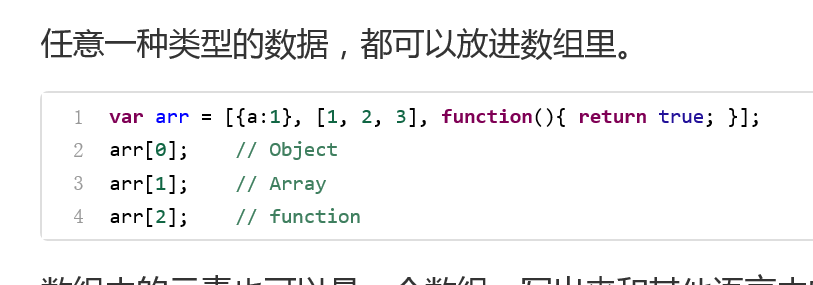 任意一种类型的数据，都可以放进数组里。
1 var arr = [{a:1}, [1, 2, 3], function(){ return true; }];
2 arr[0];    // Object
3 arr[1];    // Array
4 arr[2];    // function